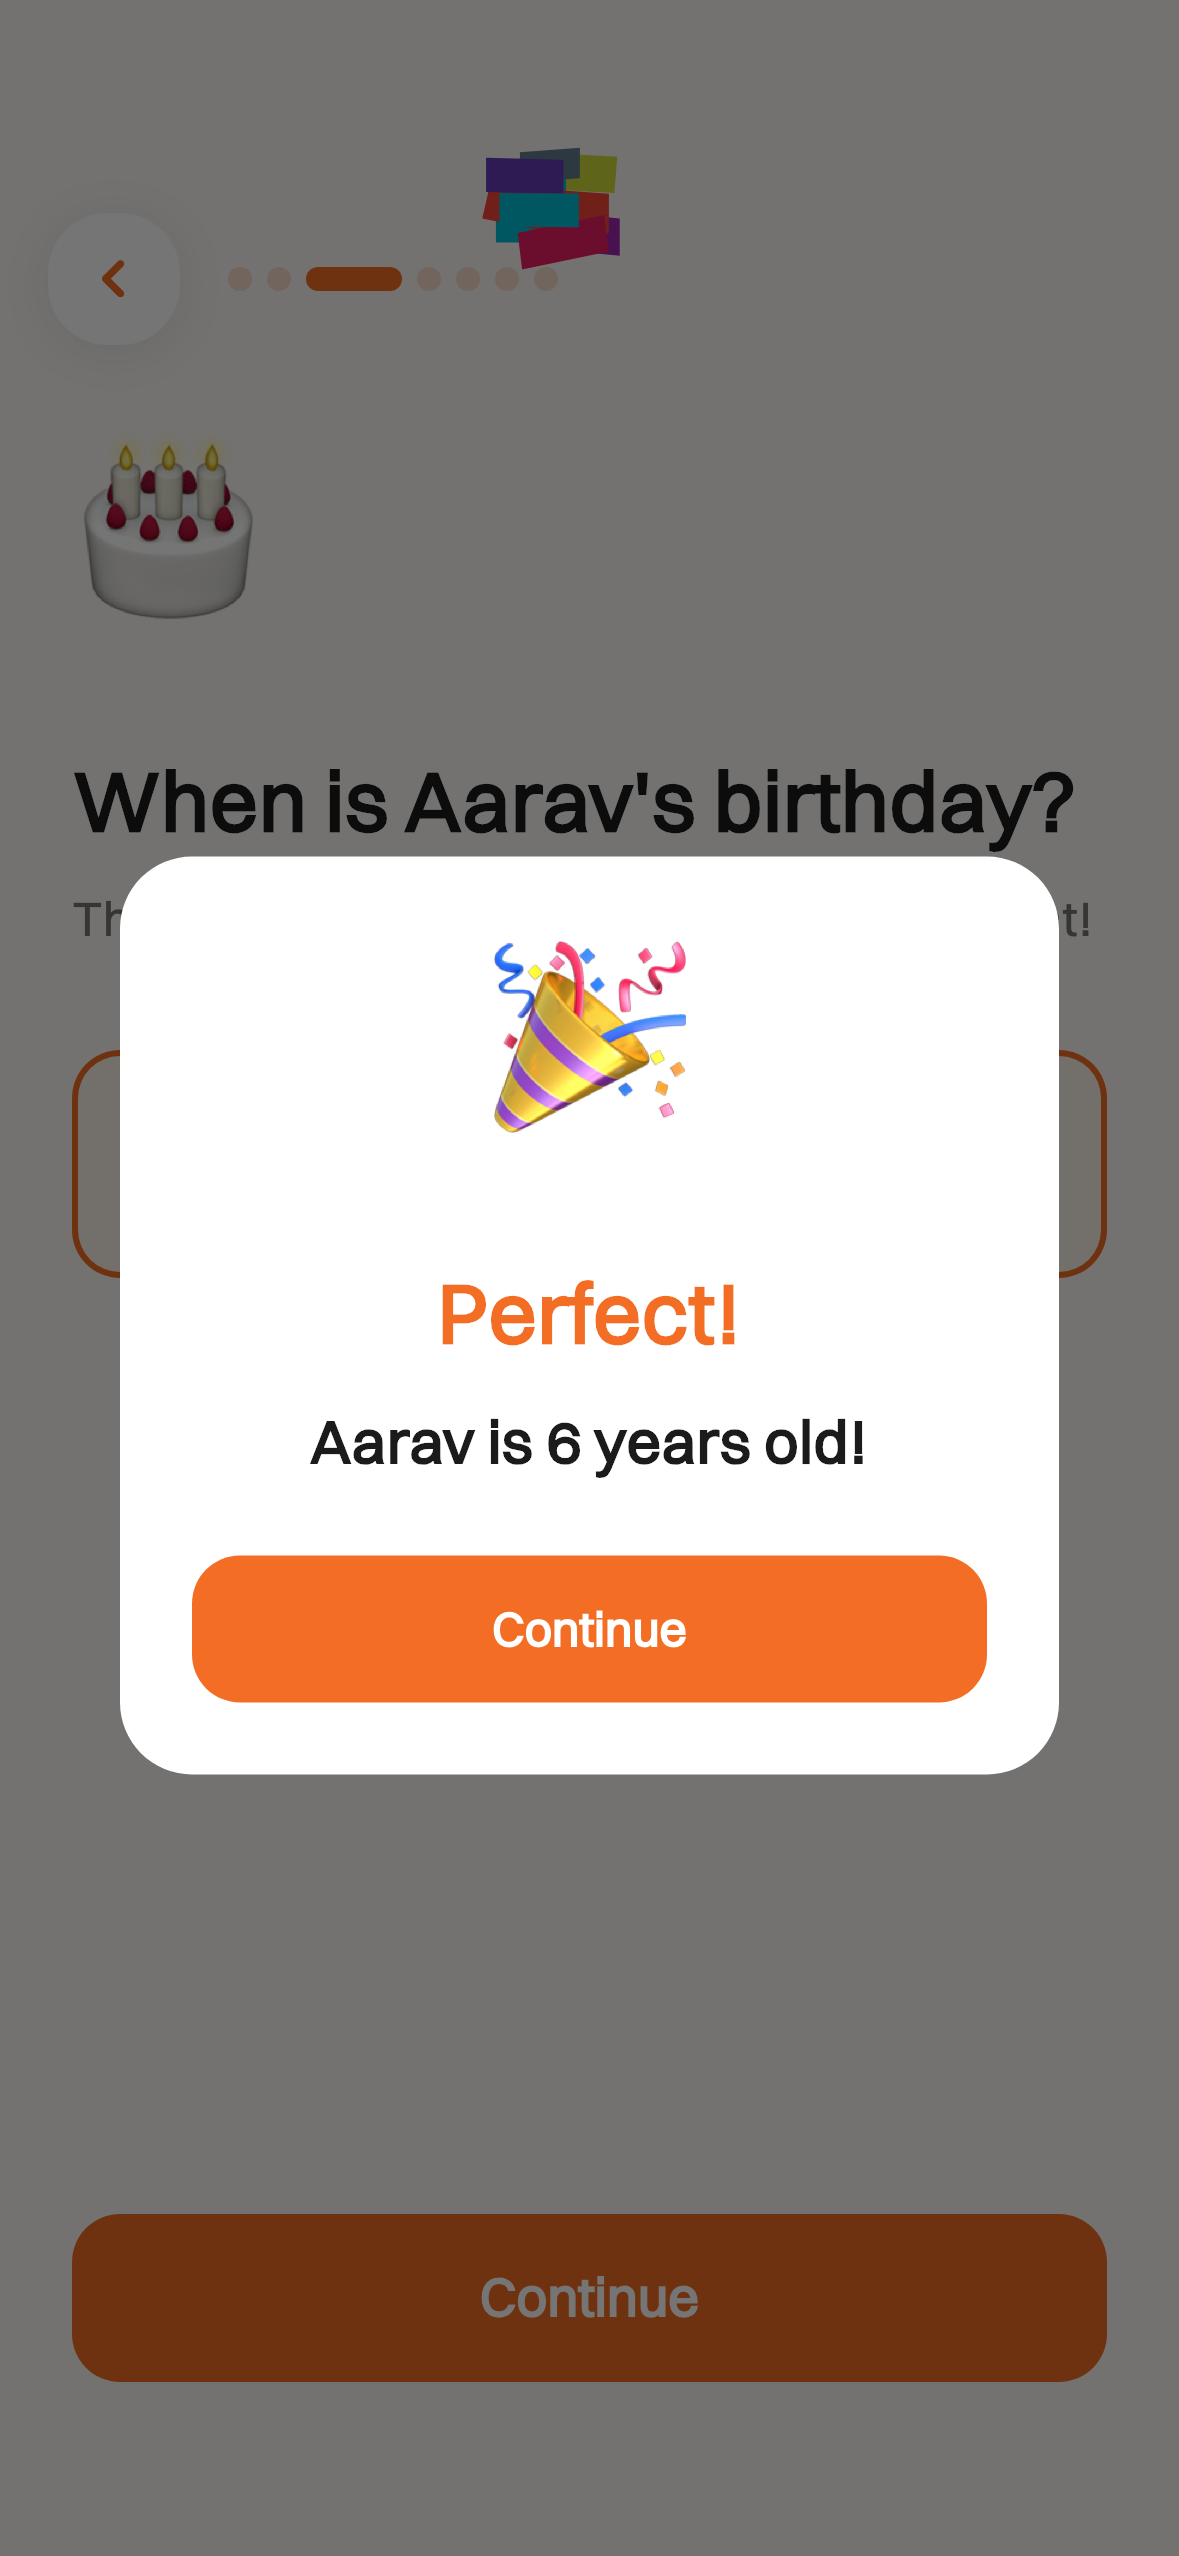 When is Aarav's birthday?
t!
Perfect!
Aarav is 6 years old!
Continue
Continue